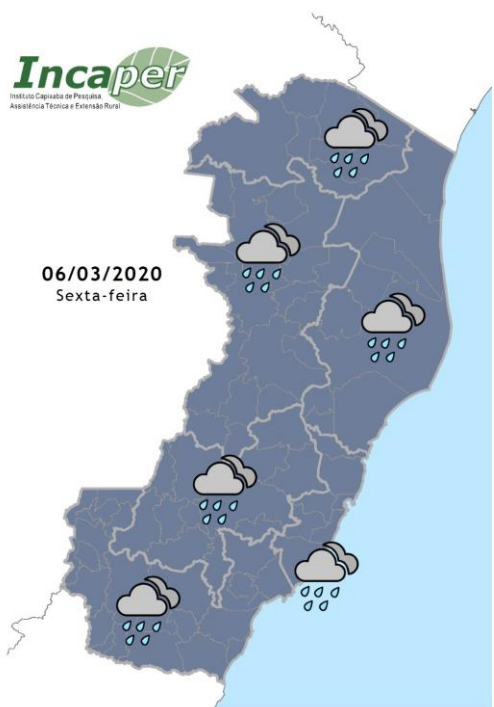 Incaper
Instituto Capixaba de Pesquisa,
Assistência Técnica e Extensão Rural
06/03/2020
Sexta-feira